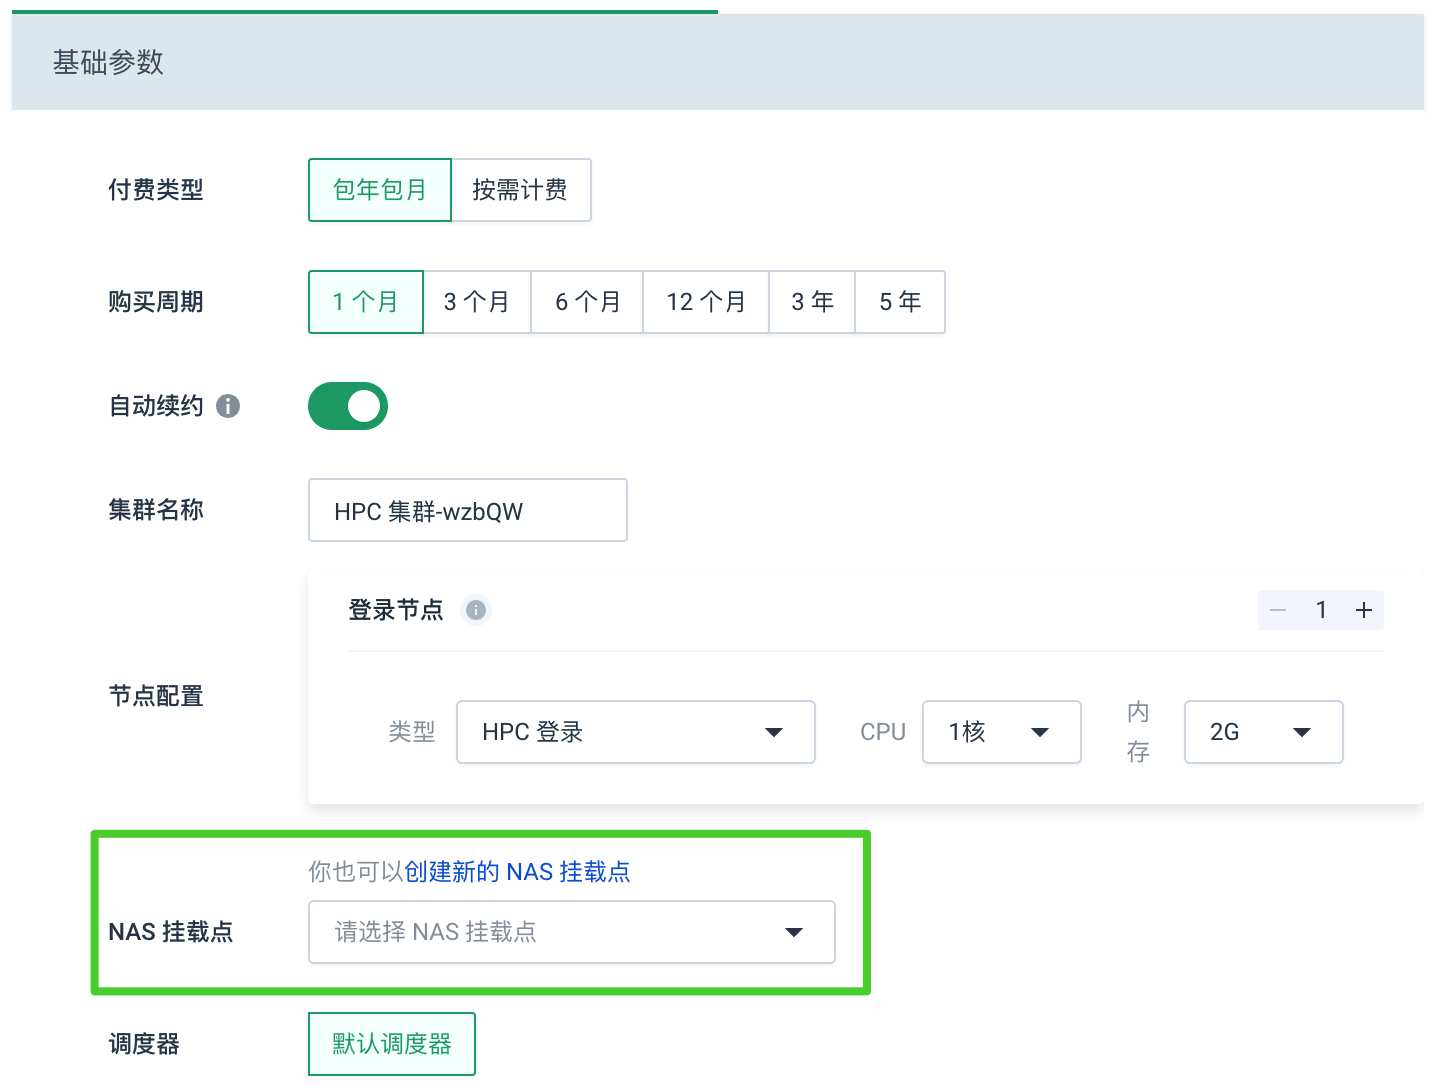 基础参数
付费类型 包年包月 按需计费
购买周期 1 个月 3 个月 6 个月 12 个月 3 年 5 年
自动续约
集群名称 HPC 集群-wzbQW
登录节点 1
节点配置
类型 HPC 登录 CPU 1核 内存 2G
你也可以创建新的 NAS 挂载点
NAS 挂载点 请选择 NAS 挂载点
调度器 默认调度器